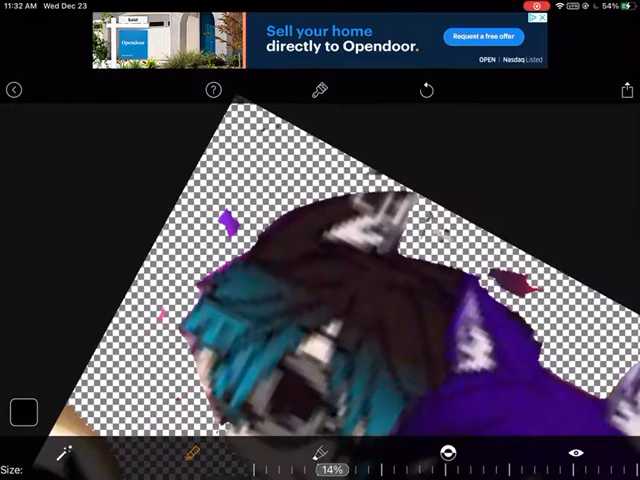 11:32 AM Wed Dec 23
54%
Sold!
Opendoor
Sell your home
directly to Opendoor.
Request a free offer
OPEN | Nasdaq Listed
?
Size:
14%